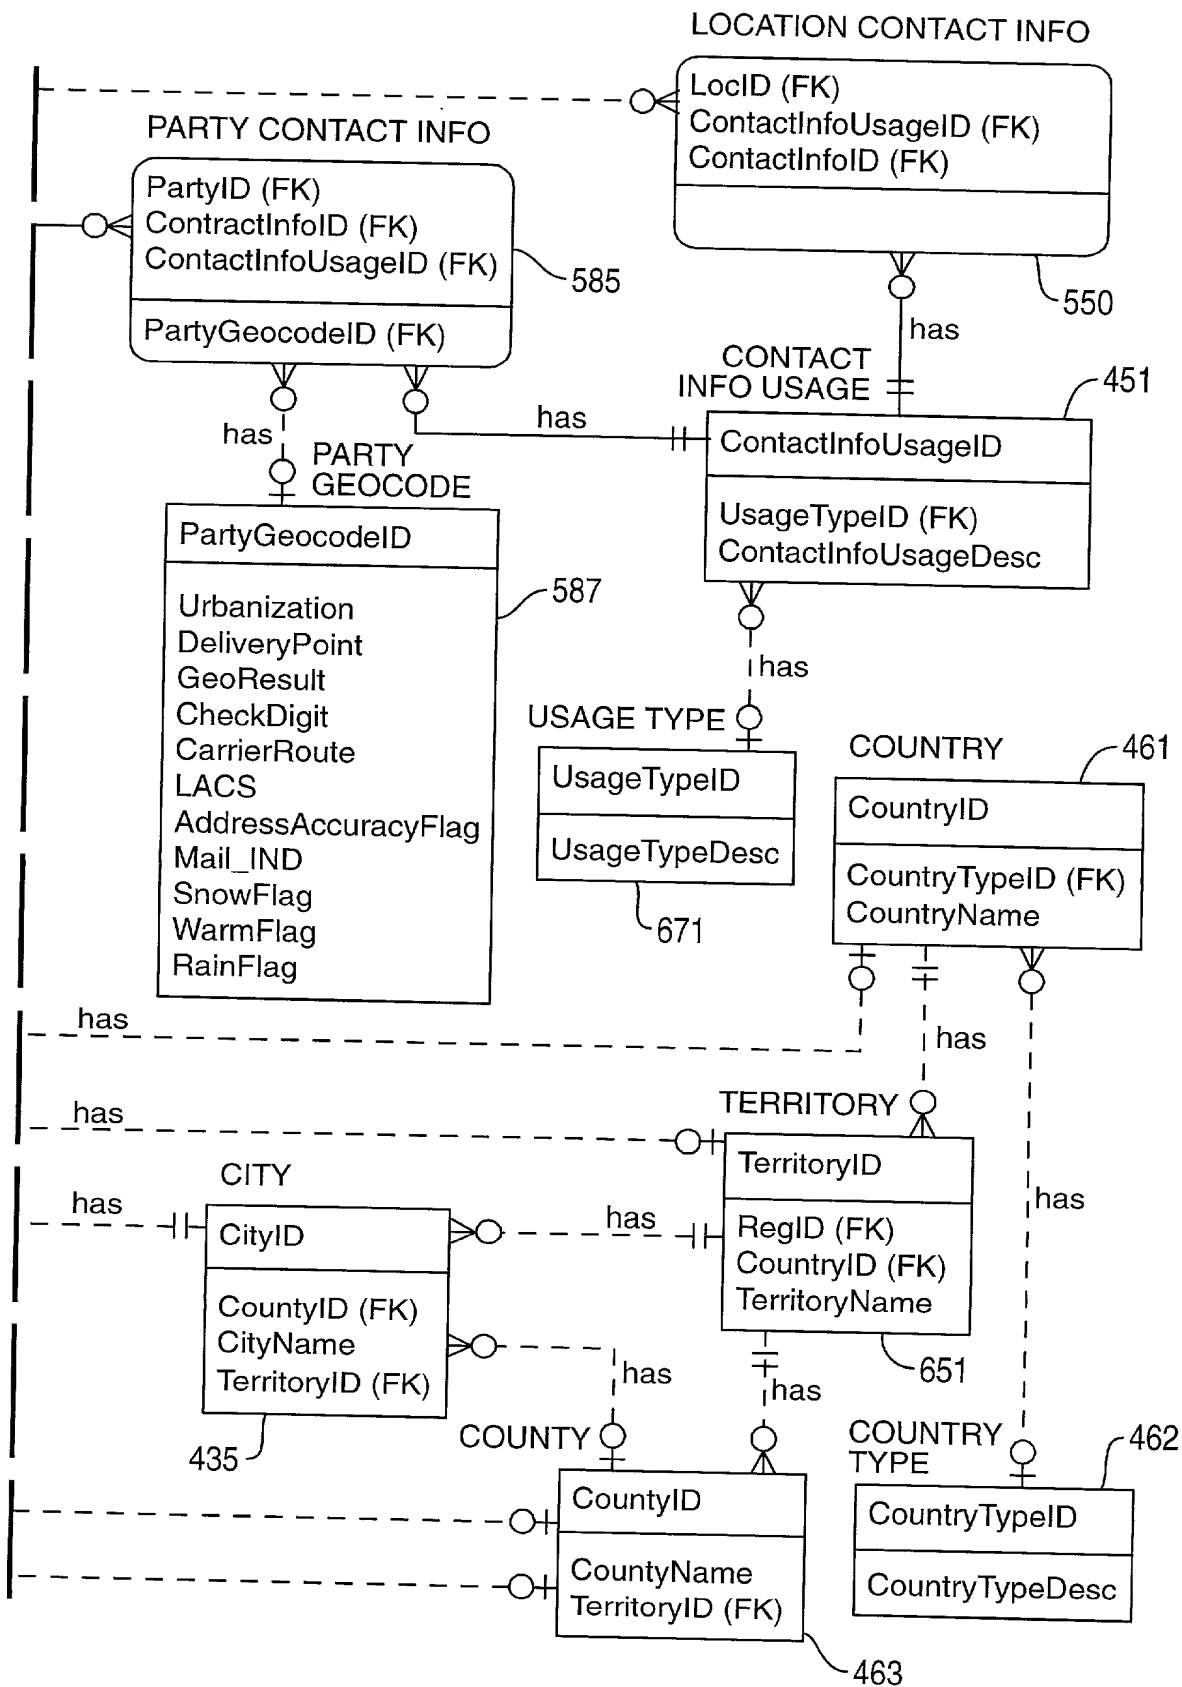 LOCATION CONTACT INFO
LocID (FK)
ContactInfoUsageID (FK)
ContactInfoID (FK)
550
has
PARTY CONTACT INFO
PartyID (FK)
ContractInfoID (FK)
ContactInfoUsageID (FK)
PartyGeocodeID (FK)
585
has
has
CONTACT
INFO USAGE
451
ContactInfoUsageID
UsageTypeID (FK)
ContactInfoUsageDesc
has
PARTY
GEOCODE
PartyGeocodeID
587
Urbanization
DeliveryPoint
GeoResult
CheckDigit
CarrierRoute
LACS
AddressAccuracyFlag
Mail_IND
SnowFlag
WarmFlag
RainFlag
USAGE TYPE
UsageTypeID
UsageTypeDesc
671
COUNTRY
461
CountryID
CountryTypeID (FK)
CountryName
has
has
has
has
TERRITORY
TerritoryID
RegID (FK)
CountryID (FK)
TerritoryName
651
has
CITY
has
CityID
CountyID (FK)
CityName
TerritoryID (FK)
435
has
has
has
COUNTY
CountyID
CountyName
TerritoryID (FK)
463
COUNTRY
TYPE
462
CountryTypeID
CountryTypeDesc